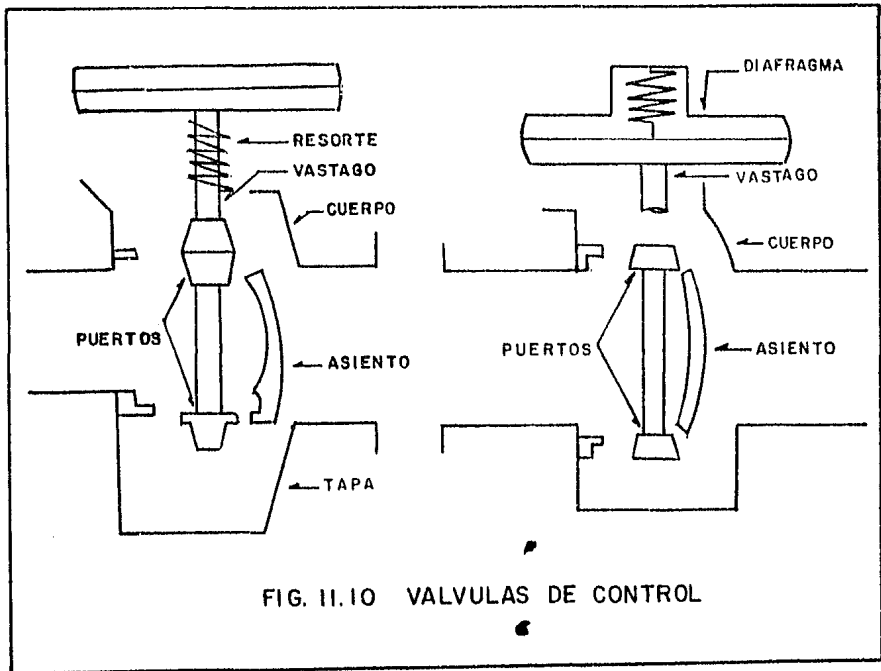 DIAFRAGMA
RESORTE
VASTAGO
VASTAGO
CUERPO
CUERPO
PUERTOS
PUERTOS
ASIENTO
ASIENTO
TAPA
FIG. 11.10 VALVULAS DE CONTROL